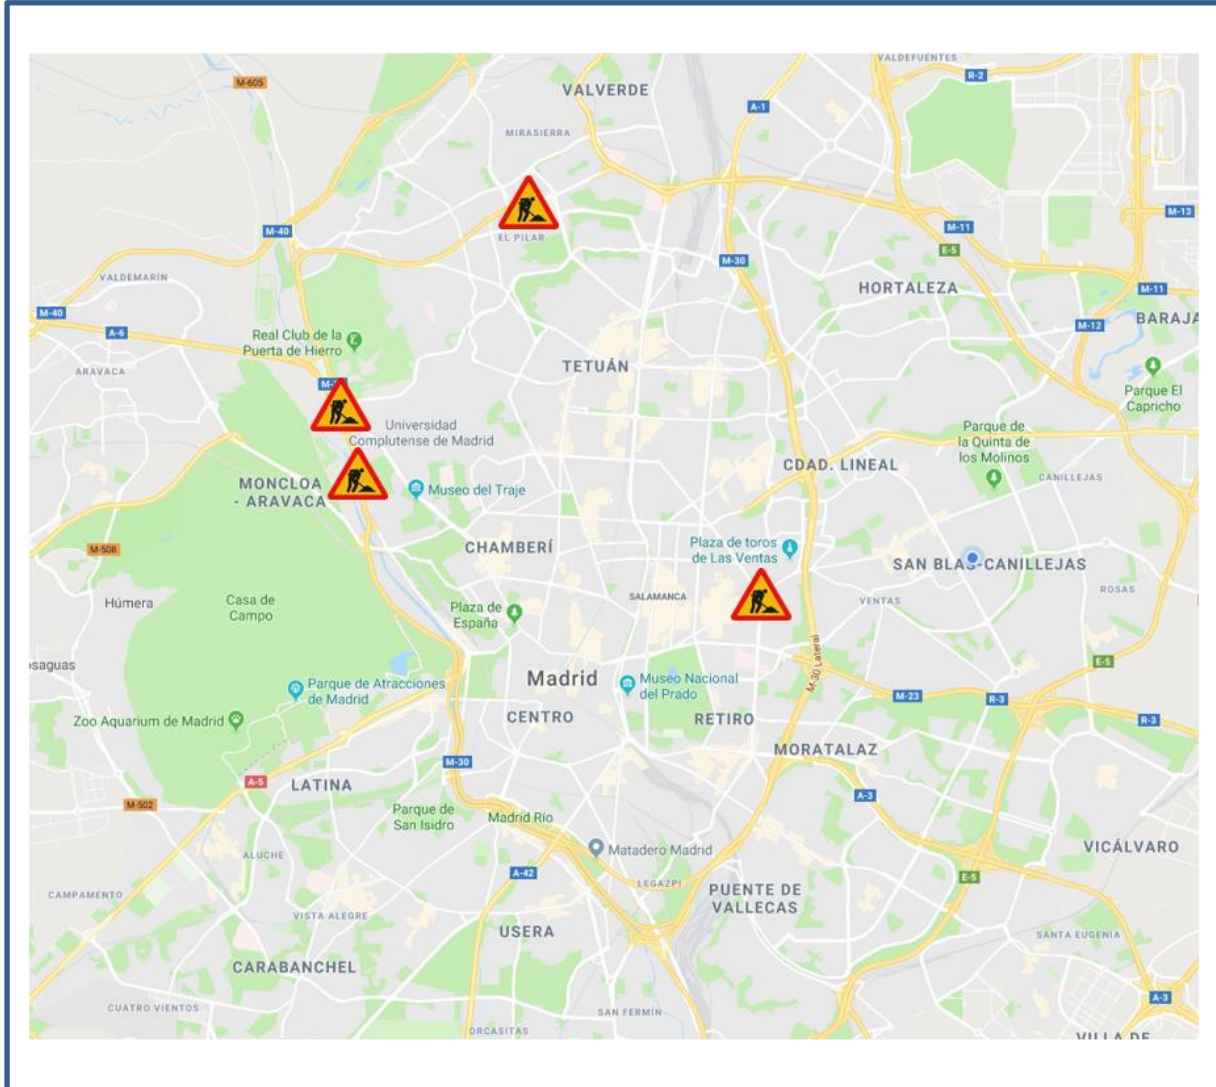 VALDEFUENTES
M-605
R-2
VALVERDE
A-1
MIRASIERRA
M-13
M-40
EL PILAR
M-11
E-5
M-30
VALDEMARÍN
HORTALEZA
M-11
M-40
BARAJA
M-12
A-6
Real Club de la
Puerta de Hierro
TETUÁN
ARAVACA
Parque El
Capricho
Universidad
Complutense de Madrid
Parque de
la Quinta de
los Molinos
CDAD. LINEAL
CANILLEJAS
MONCLOA
- ARAVACA
Museo del Traje
M-508
CHAMBERÍ
Plaza de toros
de Las Ventas
SAN BLAS-CANILLEJAS
Húmera
Casa de
Campo
Plaza de
España
SALAMANCA
VENTAS
ROSAS
osaguas
M-30 Lateral
E-5
Parque de Atracciones
de Madrid
Madrid
Museo Nacional
del Prado
M-23
R-3
Zoo Aquarium de Madrid
CENTRO
RETIRO
R-3
MORATALAZ
M-30
A-5
LATINA
M-502
A-3
Parque de
San Isidro
Madrid Río
Matadero Madrid
VICÁLVARO
ALUCHE
A-42
LEGAZPI
E-5
CAMPAMENTO
PUENTE DE
VALLECAS
VISTA ALEGRE
USERA
SANTA EUGENIA
CARABANCHEL
A-3
CUATRO VIENTOS
SAN FERMÍN
ORCASITAS
VILLA DE